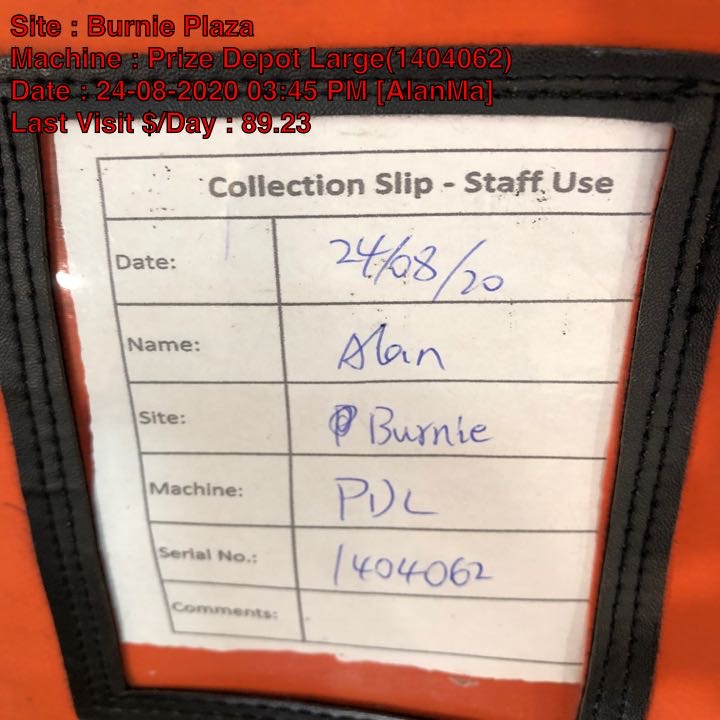 Site : Burnie Plaza
Machine : Prize Depot Large(1404062)
Date : 24-08-2020 03:45 PM [AlanMa]
Last Visit $/Day : 89.23
Collection Slip - Staff Use
Date: 24/08/20
Name: Alan
Site: Burnie
Machine: PDL
Serial No.: 1404062
Comments: